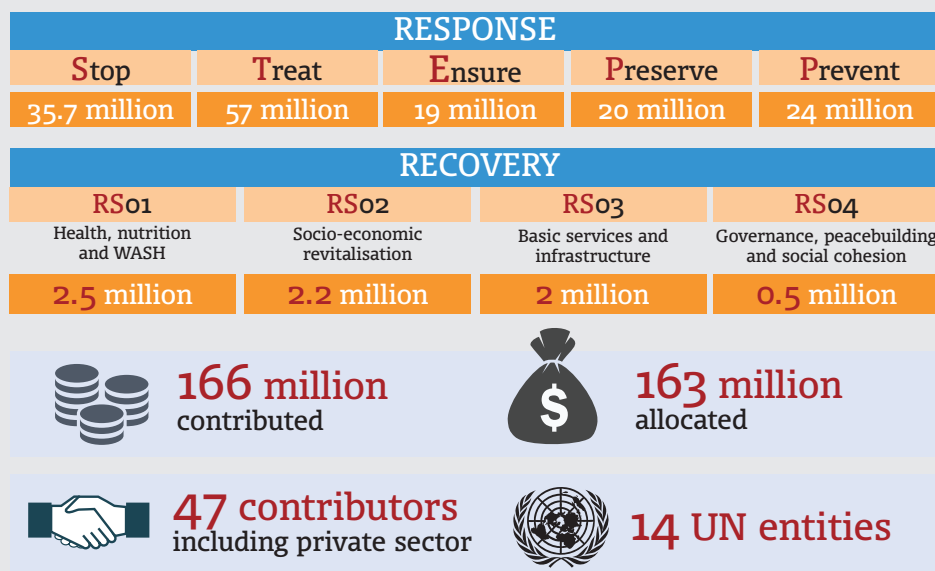 RESPONSE
Stop Treat Ensure Preserve Prevent
35.7 million 57 million 19 million 20 million 24 million
RECOVERY
RS01 RS02 RS03 RS04
Health, nutrition
and WASH
Socio-economic
revitalisation
Basic services and
infrastructure
Governance, peacebuilding
and social cohesion
2.5 million 2.2 million 2 million 0.5 million
166 million
contributed
$
163 million
allocated
47 contributors
including private sector
14 UN entities